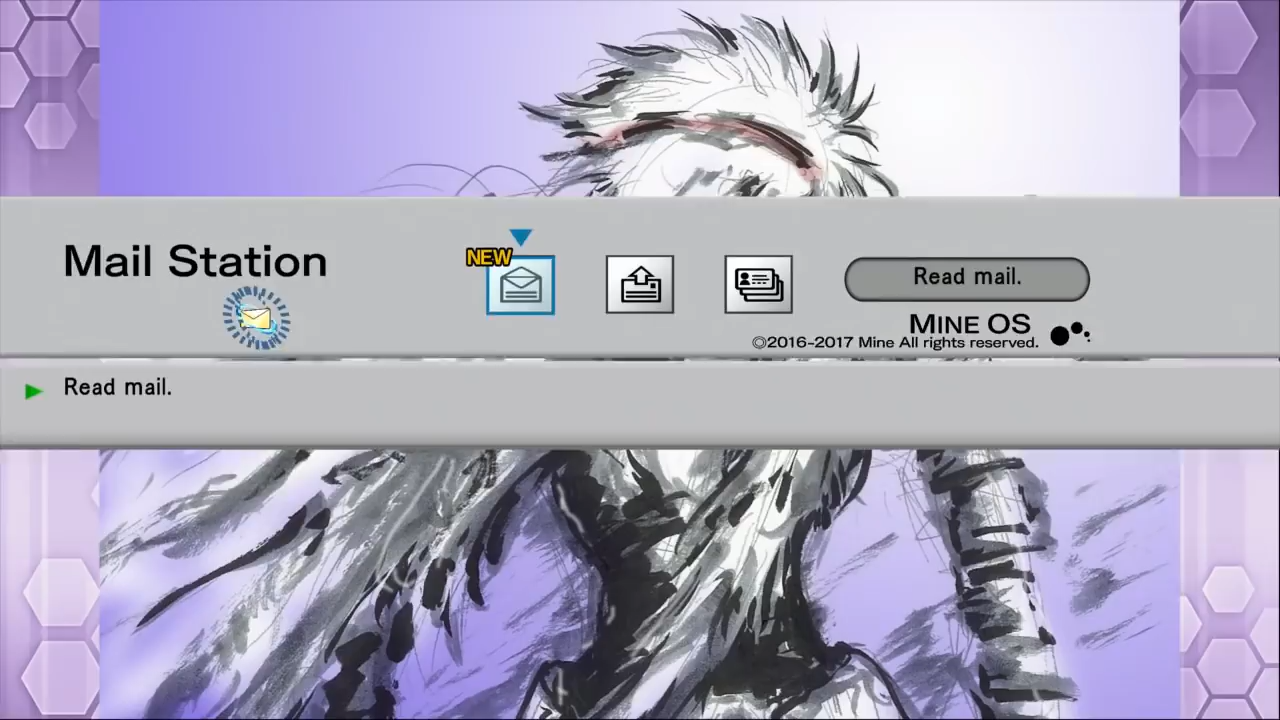 Mail Station
NEW
Read mail.
MINE OS
©2016-2017 Mine All rights reserved.
Read mail.